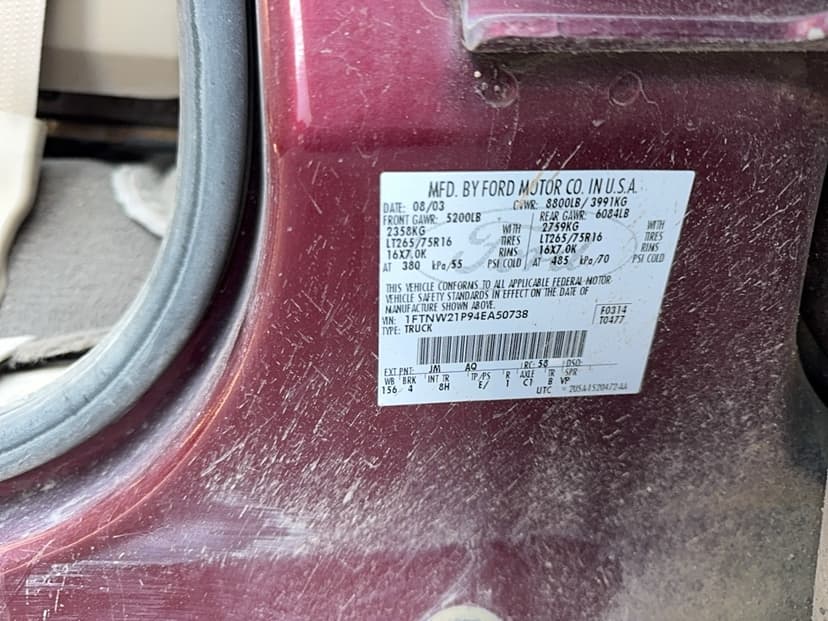 MFD. BY FORD MOTOR CO. IN U.S.A.
DATE: 08/03 GVWR: 8800LB/ 3991KG
FRONT GAWR: 5200LB REAR GAWR: 6084LB
2358KG WITH 2759KG WITH
LT265/75R16 TIRES LT265/75R16 TIRES
16X7.0K RIMS 16X7.0K RIMS
AT 380 kPa/55 PSI COLD AT 485 kPa/70 PSI COLD
THIS VEHICLE CONFORMS TO ALL APPLICABLE FEDERAL MOTOR
VEHICLE SAFETY STANDARDS IN EFFECT ON THE DATE OF
MANUFACTURE SHOWN ABOVE.
VIN: 1FTNW21P94EA50738 F0314
TYPE: TRUCK T0477
EXT PNT: JM AQ RC: 58 DSO:
WB BRK INT TR TP/PS R AXLE TR SPR
156 4 8H E/ 1 C1 B VP
UTC
Ford